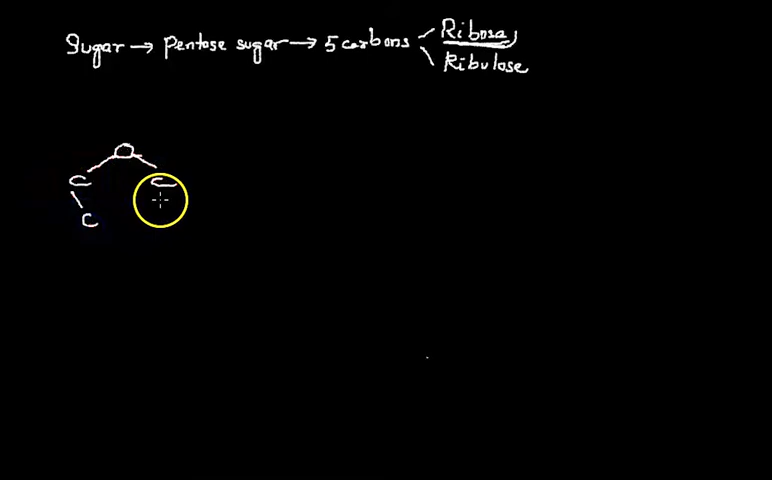 Sugar → Pentose sugar → 5 carbons < Ribose
Ribulose
O
C C
C